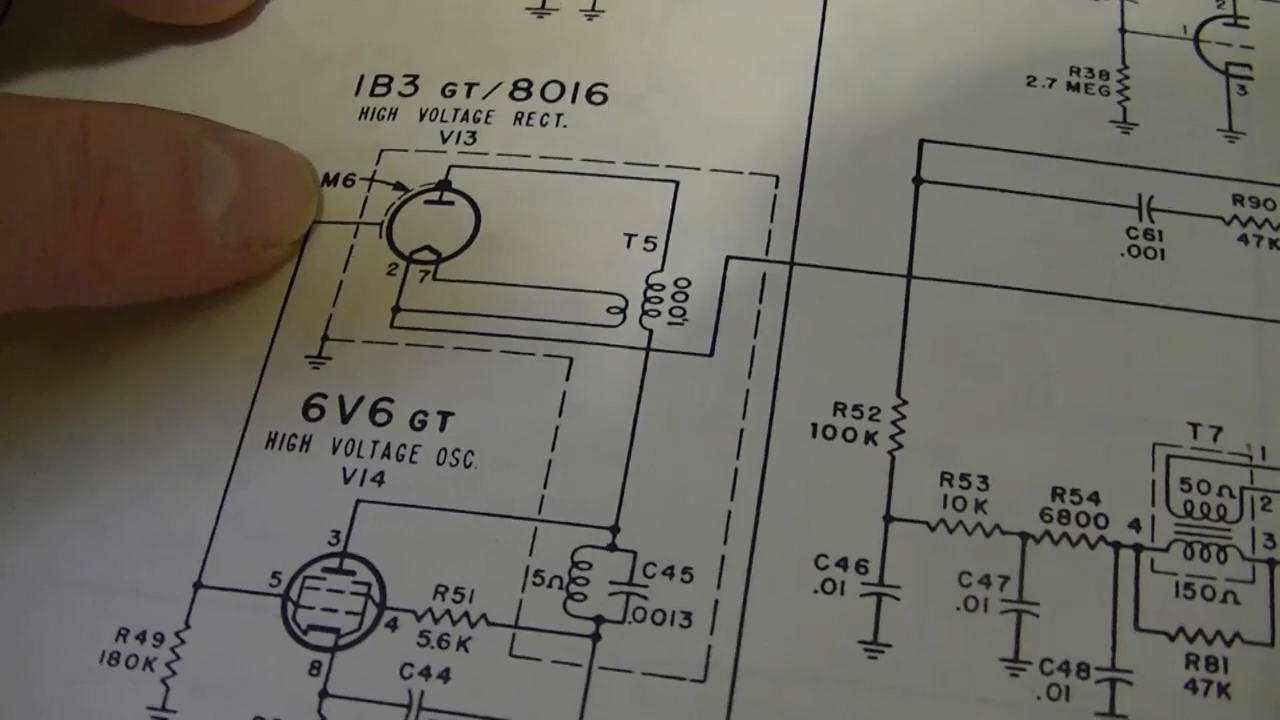 1B3 GT/8016
HIGH VOLTAGE RECT.
V13
M6
2
7
T5
6V6 GT
HIGH VOLTAGE OSC.
V14
3
5
4
8
R51
5.6K
5Ω
C45
.0013
R49
180K
C44
1
2
3
R38
2.7 MEG
C61
.001
R90
47K
R52
100K
R53
10K
R54
6800
C46
.01
C47
.01
C48
.01
T7
50Ω
150Ω
1
2
3
4
R81
47K